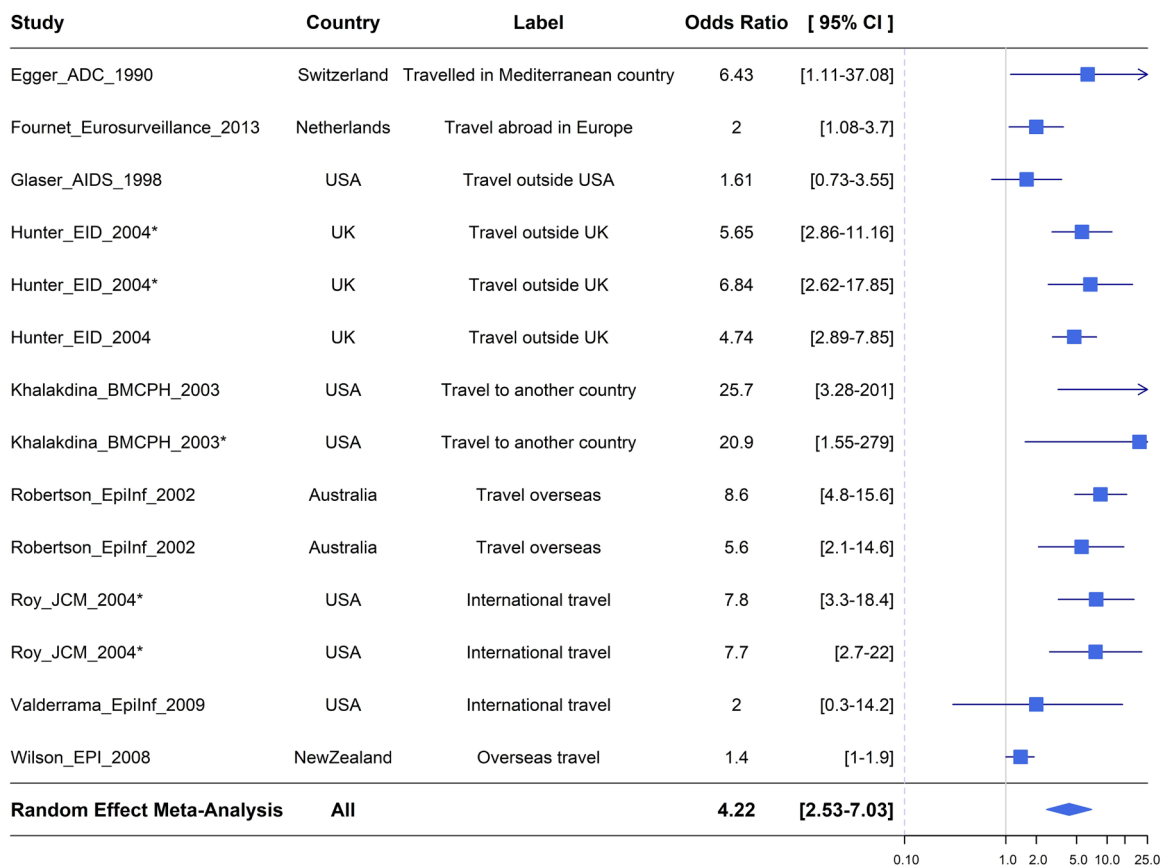 Study Country Label Odds Ratio [ 95% CI ]
Egger_ADC_1990 Switzerland Travelled in Mediterranean country 6.43 [1.11-37.08]
Fournet_Eurosurveillance_2013 Netherlands Travel abroad in Europe 2 [1.08-3.7]
Glaser_AIDS_1998 USA Travel outside USA 1.61 [0.73-3.55]
Hunter_EID_2004* UK Travel outside UK 5.65 [2.86-11.16]
Hunter_EID_2004* UK Travel outside UK 6.84 [2.62-17.85]
Hunter_EID_2004 UK Travel outside UK 4.74 [2.89-7.85]
Khalakdina_BMCPH_2003 USA Travel to another country 25.7 [3.28-201]
Khalakdina_BMCPH_2003* USA Travel to another country 20.9 [1.55-279]
Robertson_EpiInf_2002 Australia Travel overseas 8.6 [4.8-15.6]
Robertson_EpiInf_2002 Australia Travel overseas 5.6 [2.1-14.6]
Roy_JCM_2004* USA International travel 7.8 [3.3-18.4]
Roy_JCM_2004* USA International travel 7.7 [2.7-22]
Valderrama_EpiInf_2009 USA International travel 2 [0.3-14.2]
Wilson_EPI_2008 NewZealand Overseas travel 1.4 [1-1.9]
Random Effect Meta-Analysis All 4.22 [2.53-7.03]
0.10 1.0 2.0 5.0 10.0 25.0